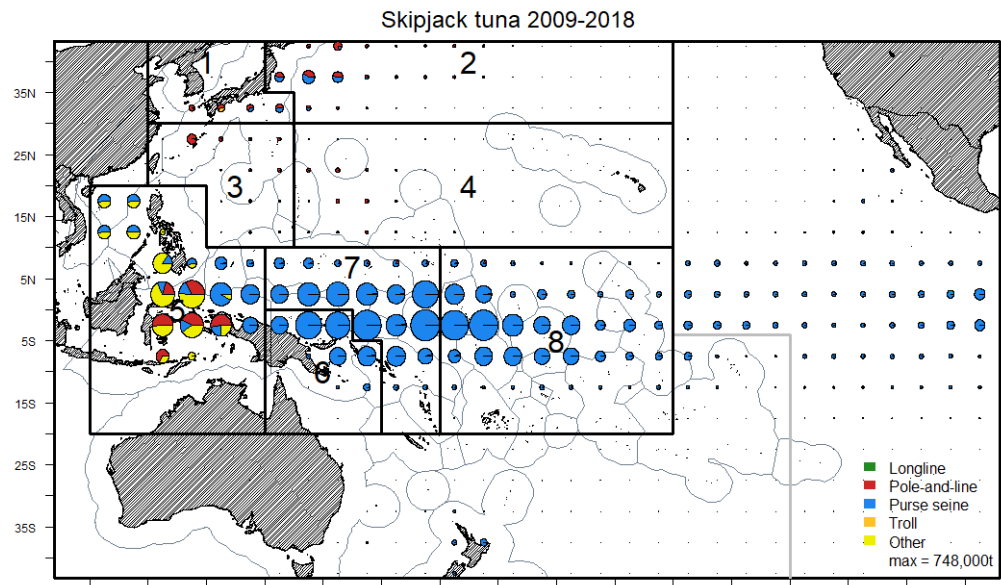 Skipjack tuna 2009-2018
1
2
35N
25N
3
4
15N
7
5N
5
8
5S
6
15S
25S
Longline
Pole-and-line
Purse seine
Troll
35S
Other
max = 748,000t